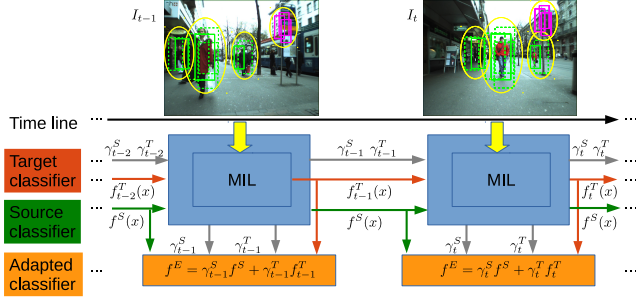 I_{t-1} I_t
Time line ... ...
Target classifier
Source classifier
Adapted classifier
... γ^S_{t-2} γ^T_{t-2} γ^S_{t-1} γ^T_{t-1} γ^S_t γ^T_t ...
... f^T_{t-2}(x) MIL f^T_{t-1}(x) MIL f^T_t(x) ...
... f^S(x) f^S(x) f^S(x) ...
γ^S_{t-1} γ^T_{t-1} γ^S_t γ^T_t
... f^E = γ^S_{t-1} f^S + γ^T_{t-1} f^T_{t-1} f^E = γ^S_t f^S + γ^T_t f^T_t ...